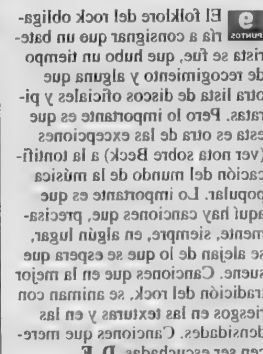 9
PUNTOS
El folklore del rock obliga-
ría a consignar que un bate-
rista se fue, que hubo un tiempo
de recogimiento y alguna que
otra lista de discos oficiales y pi-
ratas. Pero lo importante es que
esta es otra de las excepciones
(ver nota sobre Beck) a la tontifi-
cación del mundo de la música
popular. Lo importante es que
aquí hay canciones que, precisa-
mente, siempre, en algún lugar,
se alejan de lo que se espera que
suene. Canciones que en la mejor
tradición del rock, se animan con
riesgos en las texturas y en las
densidades. Canciones que mere-
cen ser escuchadas. D. F.